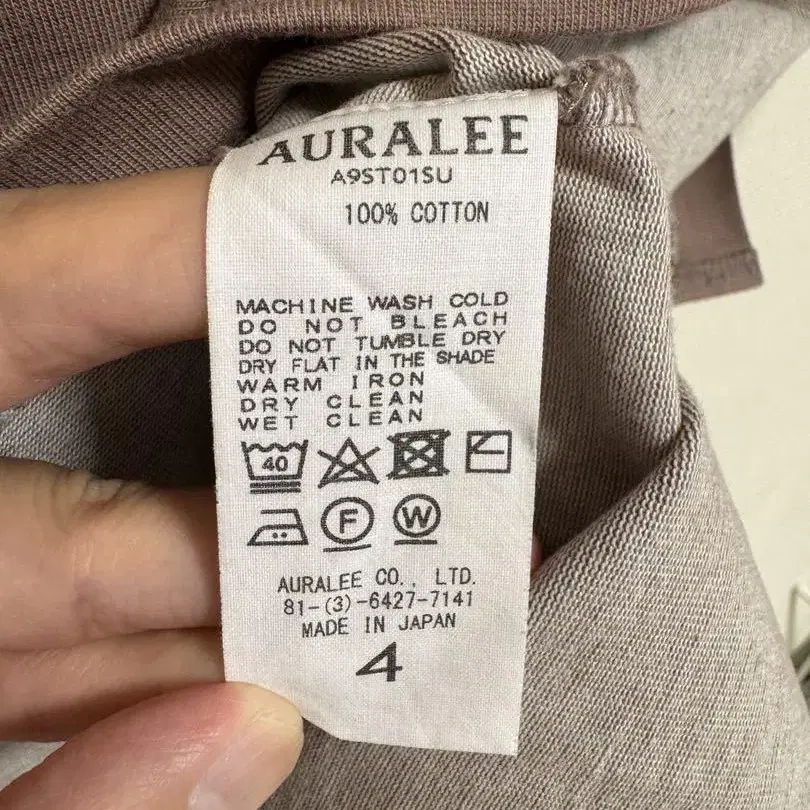 AURALEE
A9ST01SU
100% COTTON
MACHINE WASH COLD
DO NOT BLEACH
DO NOT TUMBLE DRY
DRY FLAT IN THE SHADE
WARM IRON
DRY CLEAN
WET CLEAN
40
F W
AURALEE CO., LTD.
81-(3)-6427-7141
MADE IN JAPAN
4